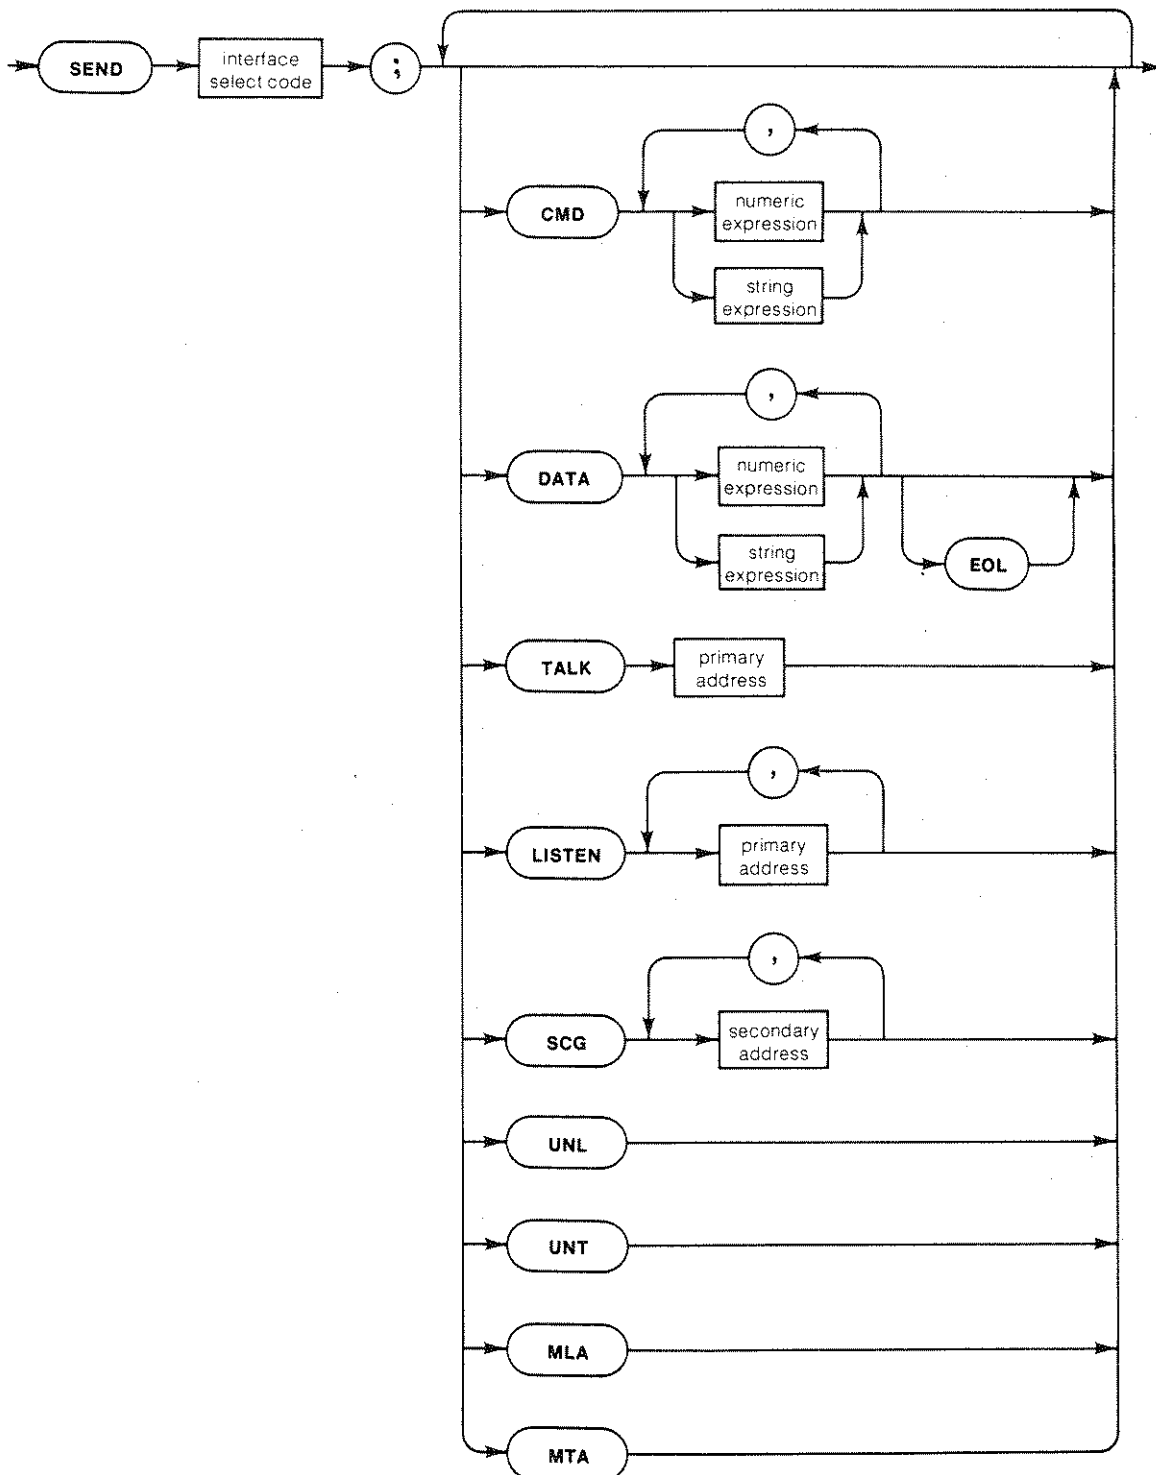 SEND
interface
select code
;
,
CMD
numeric
expression
string
expression
,
DATA
numeric
expression
string
expression
EOL
TALK
primary
address
,
LISTEN
primary
address
,
SCG
secondary
address
UNL
UNT
MLA
MTA